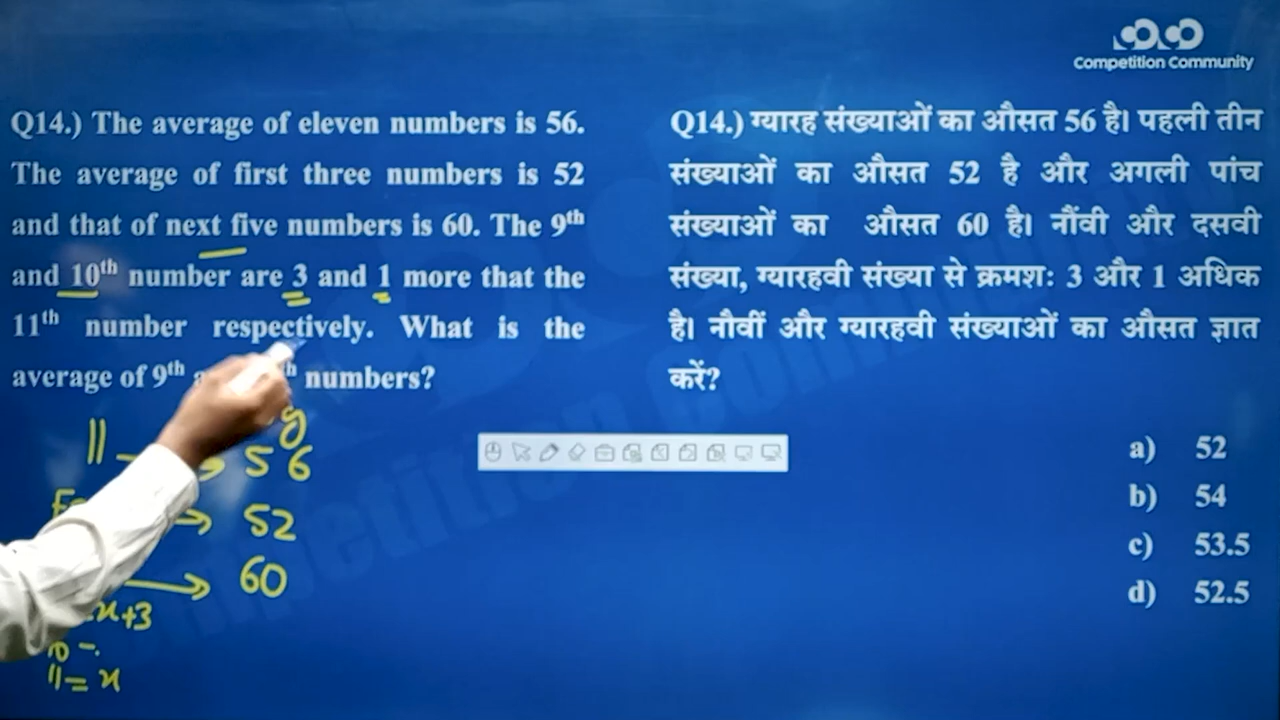 Competition Community
Q14.) The average of eleven numbers is 56.
The average of first three numbers is 52
and that of next five numbers is 60. The 9th
and 10th number are 3 and 1 more that the
11th number respectively. What is the
average of 9th numbers?
Q14.) ग्यारह संख्याओं का औसत 56 है। पहली तीन
संख्याओं का औसत 52 है और अगली पांच
संख्याओं का औसत 60 है। नौंवी और दसवी
संख्या, ग्यारहवी संख्या से क्रमश: 3 और 1 अधिक
है। नौवीं और ग्यारहवी संख्याओं का औसत ज्ञात
करें?
a) 52
b) 54
c) 53.5
d) 52.5
11 → 56
→ 52
→ 60
x+3
11 = x